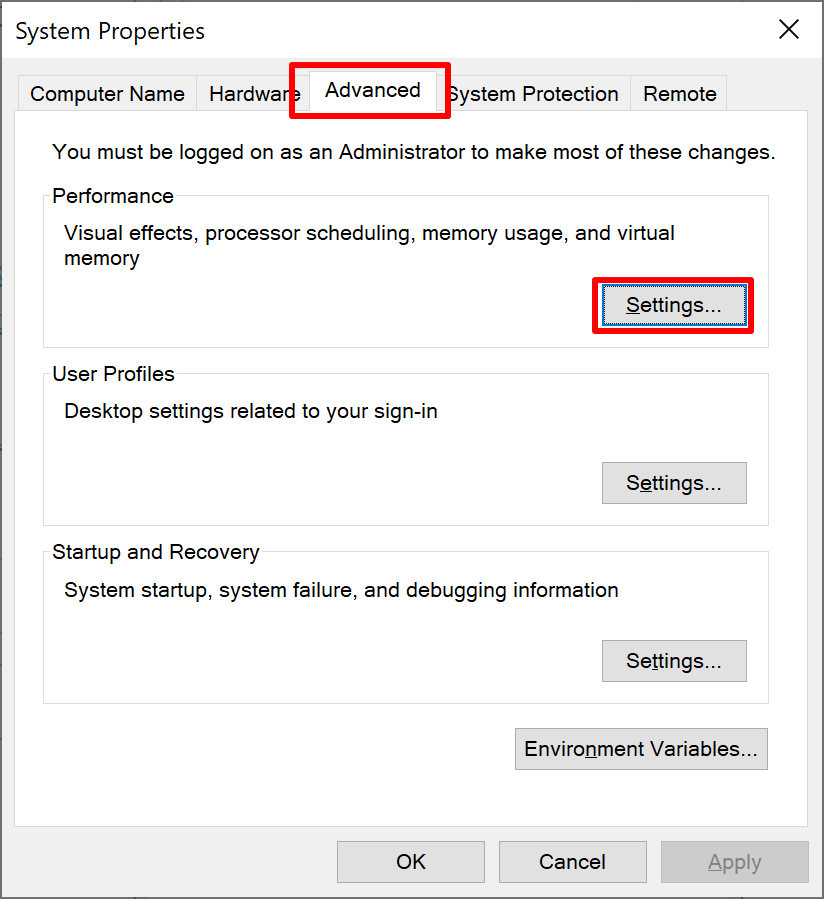 System Properties
Computer Name
Hardware
Advanced
System Protection
Remote
You must be logged on as an Administrator to make most of these changes.
Performance
Visual effects, processor scheduling, memory usage, and virtual
memory
Settings...
User Profiles
Desktop settings related to your sign-in
Settings...
Startup and Recovery
System startup, system failure, and debugging information
Settings...
Environment Variables...
OK
Cancel
Apply